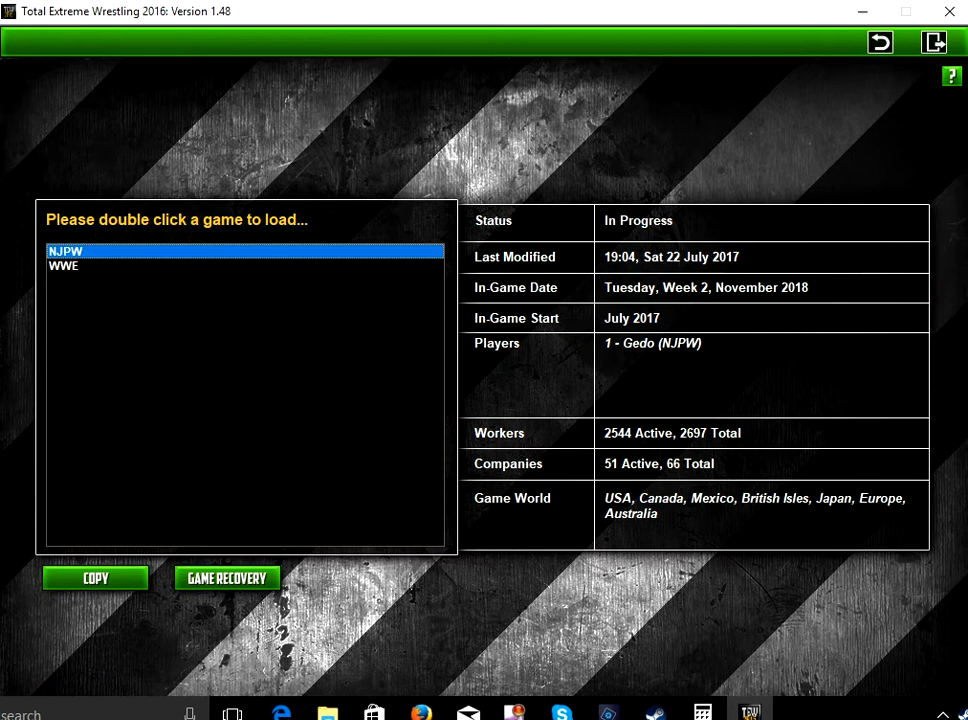 Total Extreme Wrestling 2016: Version 1.48
?
Please double click a game to load...
NJPW
WWE
Status In Progress
Last Modified 19:04, Sat 22 July 2017
In-Game Date Tuesday, Week 2, November 2018
In-Game Start July 2017
Players 1 - Gedo (NJPW)
Workers 2544 Active, 2697 Total
Companies 51 Active, 66 Total
Game World USA, Canada, Mexico, British Isles, Japan, Europe,
Australia
COPY GAME RECOVERY
search